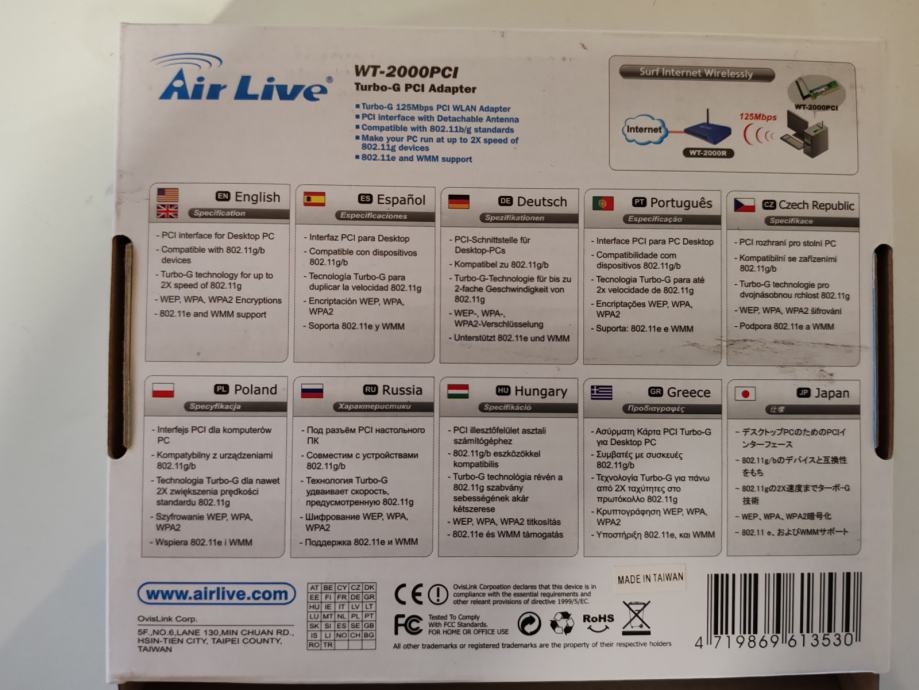 Air Live®
WT-2000PCI
Turbo-G PCI Adapter
▪ Turbo-G 125Mbps PCI WLAN Adapter
▪ PCI interface with Detachable Antenna
▪ Compatible with 802.11b/g standards
▪ Make your PC run at up to 2X speed of
802.11g devices
▪ 802.11e and WMM support
Surf Internet Wirelessly
WT-2000PCI
125Mbps
Internet
WT-2000R
EN English
Specification
- PCI interface for Desktop PC
- Compatible with 802.11g/b
devices
- Turbo-G technology for up to
2X speed of 802.11g
- WEP, WPA, WPA2 Encryptions
- 802.11e and WMM support
ES Español
Especificaciones
- Interfaz PCI para Desktop
- Compatible con dispositivos
802.11g/b
- Tecnologia Turbo-G para
duplicar la velocidad 802.11g
- Encriptación WEP, WPA,
WPA2
- Soporta 802.11e y WMM
DE Deutsch
Spezifikationen
- PCI-Schnittstelle für
Desktop-PCs
- Kompatibel zu 802.11g/b
- Turbo-G-Technologie für bis zu
2-fache Geschwindigkeit von
802.11g
- WEP-, WPA-,
WPA2-Verschlüsselung
- Unterstützt 802.11e und WMM
PT Português
Especificação
- Interface PCI para PC Desktop
- Compatibilidade com
dispositivos 802.11g/b
- Tecnologia Turbo-G para até
2x velocidade de 802.11g
- Encriptações WEP, WPA,
WPA2
- Suporta: 802.11e e WMM
CZ Czech Republic
Specifikace
- PCI rozhraní pro stolní PC
- Kompatibilní se zařízeními
802.11g/b
- Turbo-G technologie pro
dvojnásobnou rchlost 802.11g
- WEP, WPA, WPA2 šifrování
- Podpora 802.11e a WMM
PL Poland
Specyfikacja
- Interfejs PCI dla komputerów
PC
- Kompatybilny z urządzeniami
802.11g/b
- Technologia Turbo-G dla nawet
2X zwiększenia prędkości
standardu 802.11g
- Szyfrowanie WEP, WPA,
WPA2
- Wspiera 802.11e i WMM
RU Russia
Характеристики
- Под разъём PCI настольного
ПК
- Совместим с устройствами
802.11g/b
- Технология Turbo-G
удваивает скорость,
предусмотренную 802.11g
- Шифрование WEP, WPA,
WPA2
- Поддержка 802.11e и WMM
HU Hungary
Specifikáció
- PCI illesztőfelület asztali
számítógéphez
- 802.11g/b eszközökkel
kompatibilis
- Turbo-G technológia révén a
802.11g szabvány
sebességének akár
kétszerese
- WEP, WPA, WPA2 titkosítás
- 802.11e és WMM támogatás
GR Greece
Προδιαγραφές
- Ασύρματη Κάρτα PCI Turbo-G
για Desktop PC
- Συμβατές με συσκευές
802.11g/b
- Τεχνολογία Turbo-G για πάνω
από 2X ταχύτητες στο
πρωτόκολλο 802.11g
- Κρυπτογράφηση WEP, WPA,
WPA2
- Υποστήριξη 802.11e, και WMM
JP Japan
仕様
- デスクトップPCのためのPCIイ
ンターフェース
- 802.11g/bのデバイスと互換性
をもち
- 802.11gの2X速度までターボ-G
技術
- WEP、WPA、WPA2暗号化
- 802.11 e、およびWMMサポート
www.airlive.com
OvisLink Corp.
5F.,NO.6,LANE 130,MIN CHUAN RD.,
HSIN-TIEN CITY, TAIPEI COUNTY,
TAIWAN
AT BE CY CZ DK
EE FI FR DE GR
HU IE IT LV LT
LU MT NL PL PT
SK SI ES SE GB
IS LI NO CH BG
RO TR
CE
OvisLink Corpoation declares that this device is in
compliance with the essential requirements and
other releant provisions of directive 1999/5/EC.
FC
Tested To Comply
With FCC Standards.
FOR HOME OR OFFICE USE
RoHS
MADE IN TAIWAN
All other trademarks or registed trademarks are the property of their respective holders
4 719869 613530